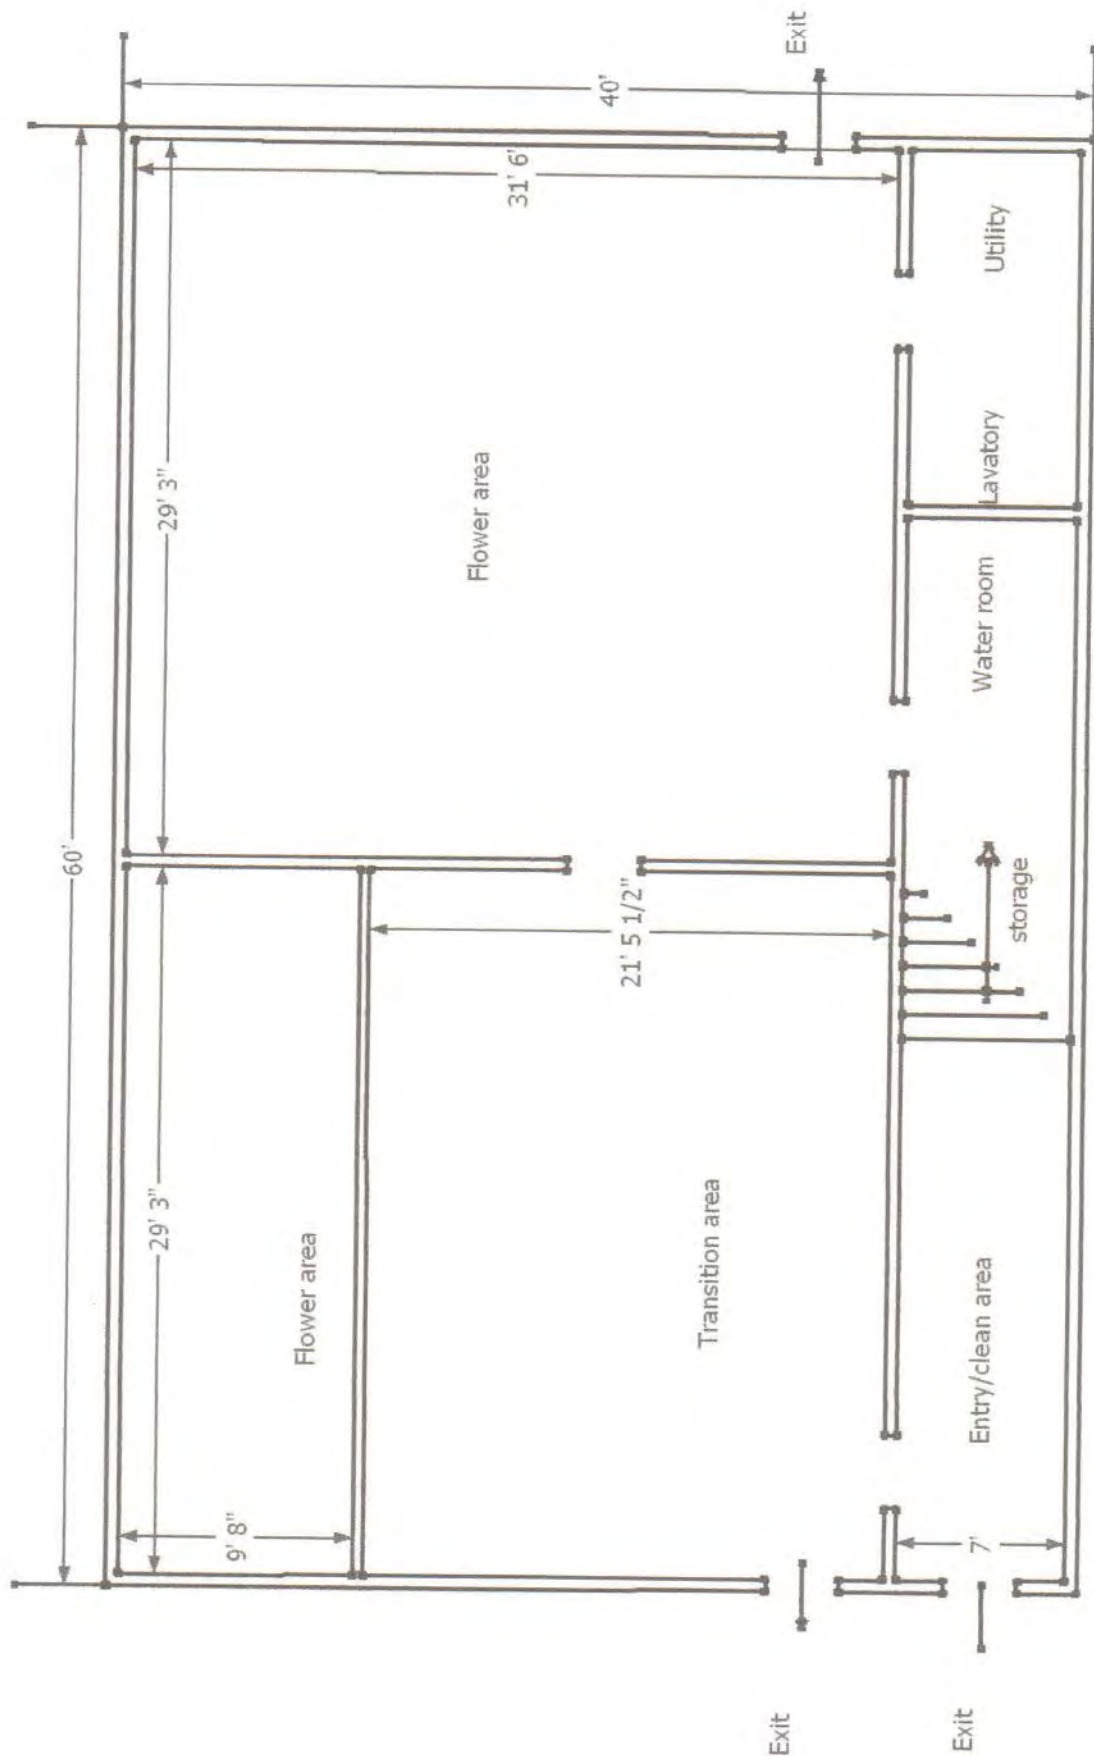 60'
40'
Exit
29' 3"
29' 3"
31' 6'
9' 8"
Flower area
Flower area
21' 5 1/2"
Transition area
Exit
7'
Entry/clean area
storage
Water room
Lavatory
Utility
Exit